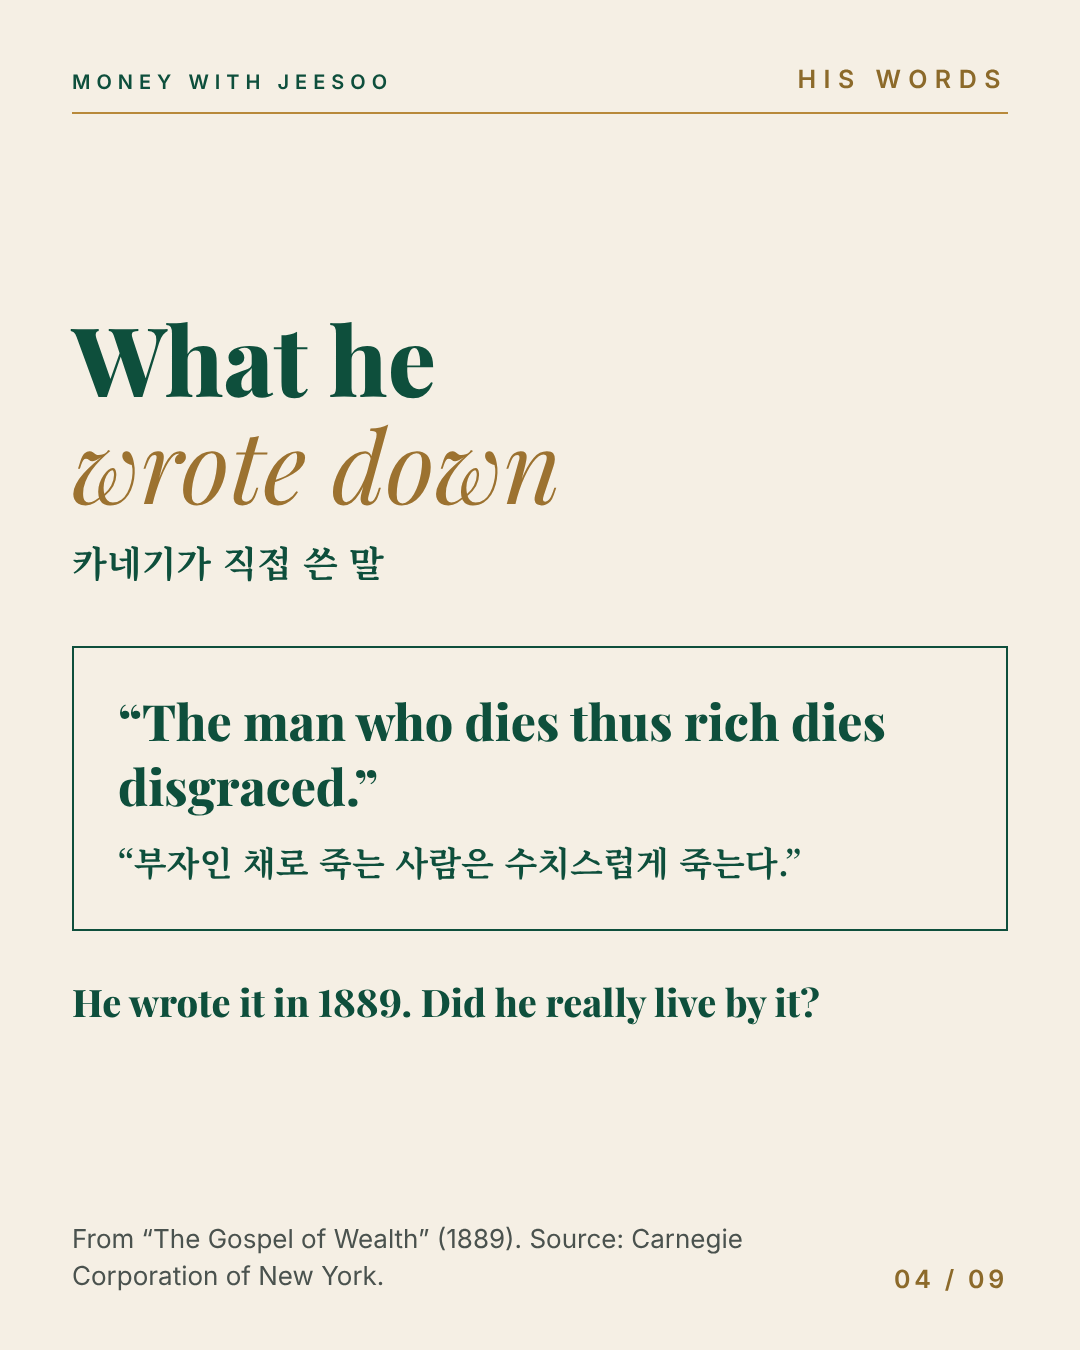 MONEY WITH JEESOO
HIS WORDS
What he
wrote down
카네기가 직접 쓴 말
“The man who dies thus rich dies
disgraced.”
“부자인 채로 죽는 사람은 수치스럽게 죽는다.”
He wrote it in 1889. Did he really live by it?
From “The Gospel of Wealth” (1889). Source: Carnegie
Corporation of New York.
04 / 09